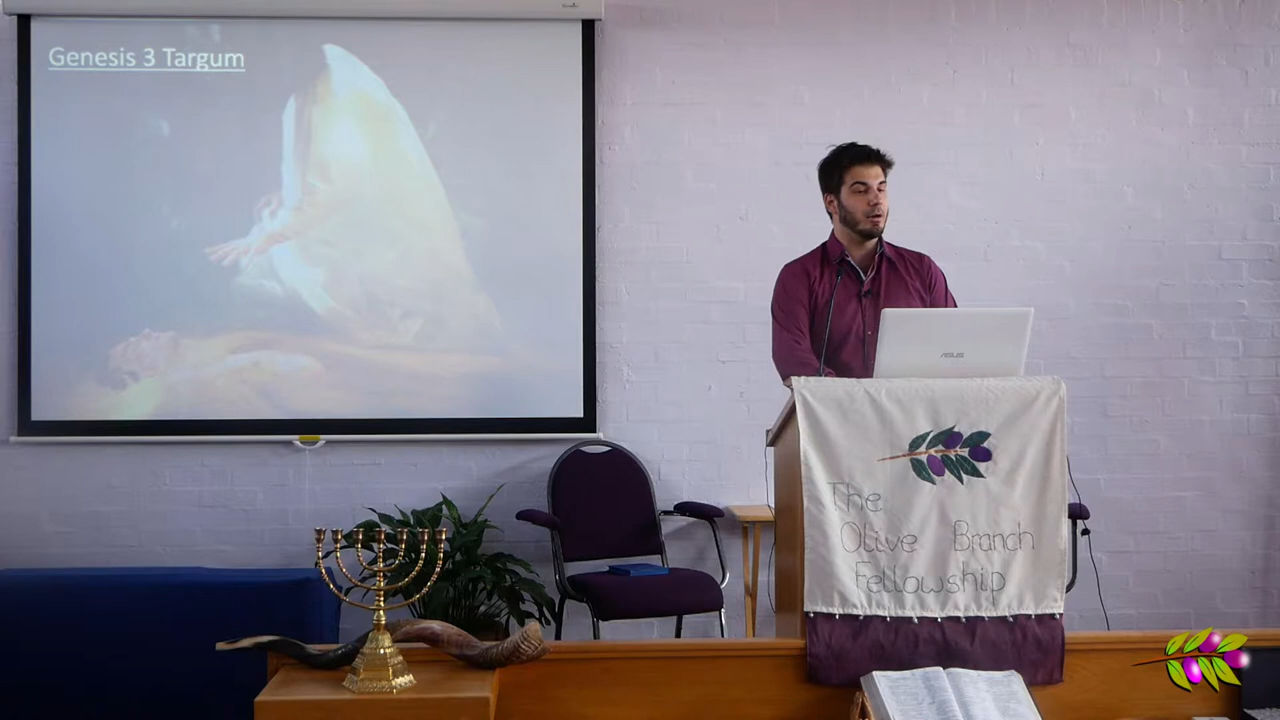 Genesis 3 Targum
ASUS
The
Olive Branch
Fellowship